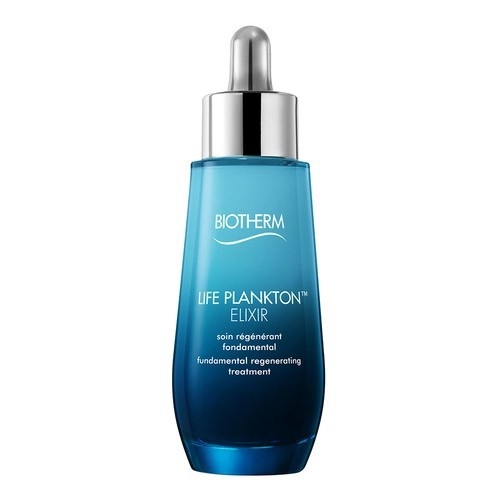 BIOTHERM
LIFE PLANKTON™
ELIXIR
soin régénérant
fondamental
fundamental regenerating
treatment